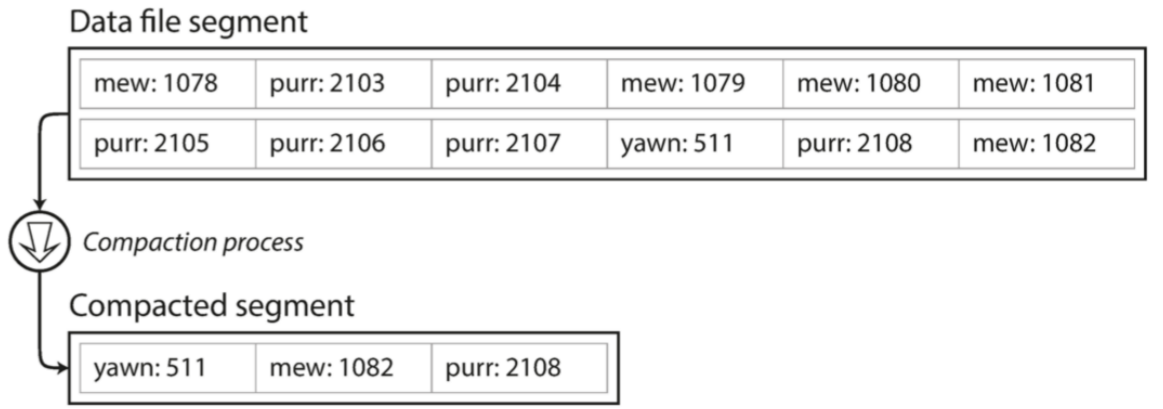 Data file segment
mew: 1078 purr: 2103 purr: 2104 mew: 1079 mew: 1080 mew: 1081
purr: 2105 purr: 2106 purr: 2107 yawn: 511 purr: 2108 mew: 1082
Compaction process
Compacted segment
yawn: 511 mew: 1082 purr: 2108